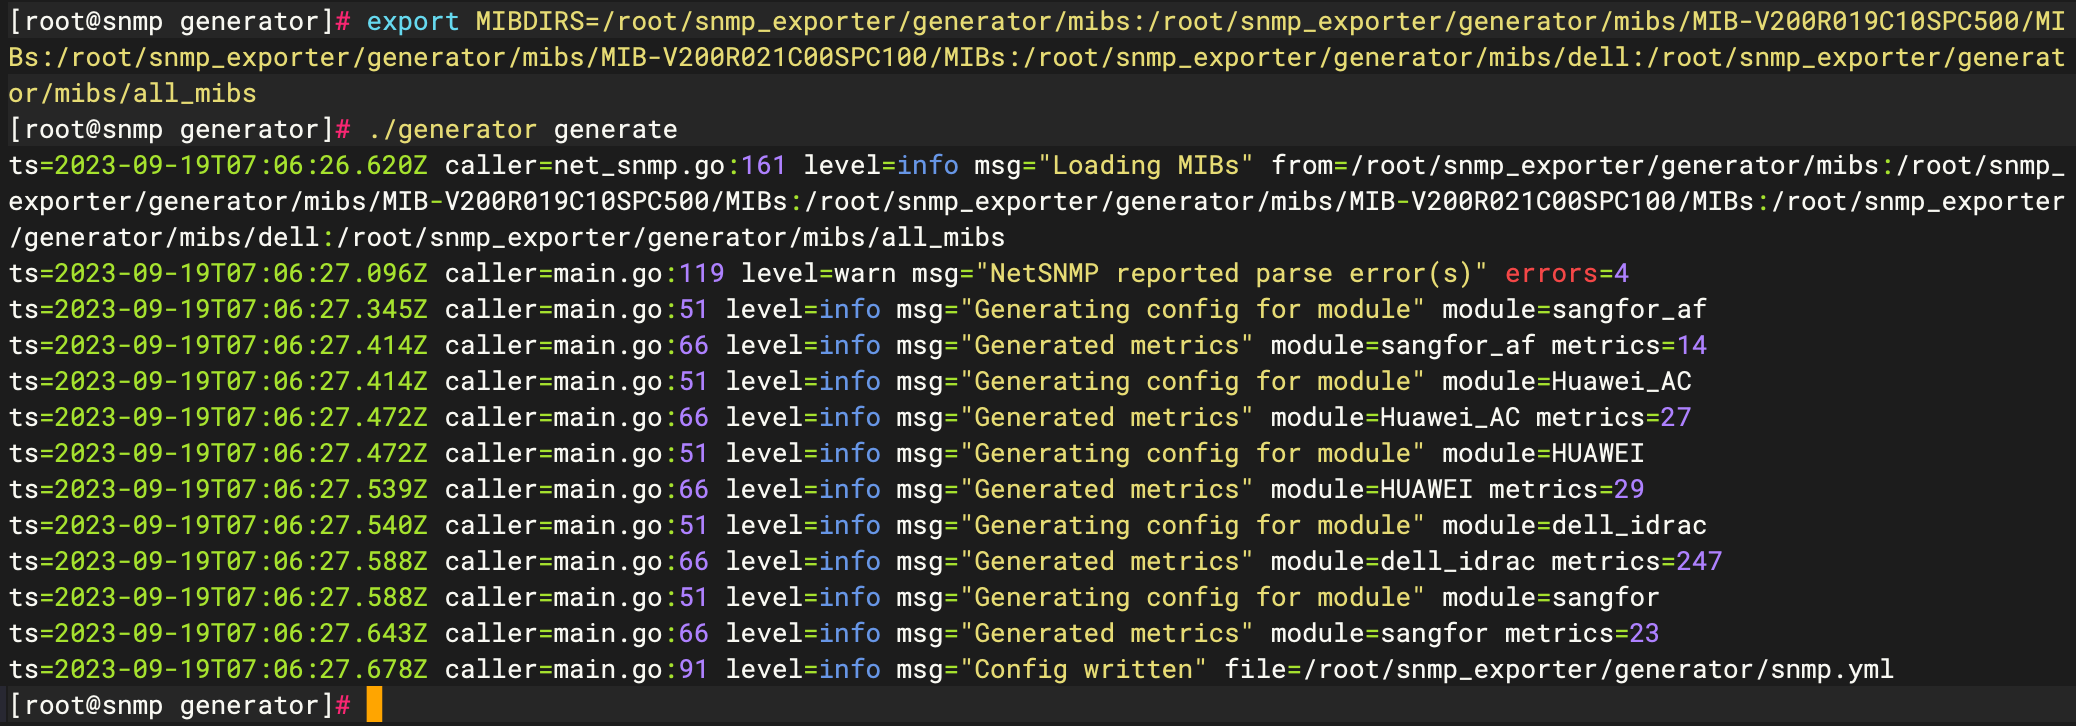 [root@snmp generator]# export MIBDIRS=/root/snmp_exporter/generator/mibs:/root/snmp_exporter/generator/mibs/MIB-V200R019C10SPC500/MI
Bs:/root/snmp_exporter/generator/mibs/MIB-V200R021C00SPC100/MIBs:/root/snmp_exporter/generator/mibs/dell:/root/snmp_exporter/generat
or/mibs/all_mibs
[root@snmp generator]# ./generator generate
ts=2023-09-19T07:06:26.620Z caller=net_snmp.go:161 level=info msg="Loading MIBs" from=/root/snmp_exporter/generator/mibs:/root/snmp_
exporter/generator/mibs/MIB-V200R019C10SPC500/MIBs:/root/snmp_exporter/generator/mibs/MIB-V200R021C00SPC100/MIBs:/root/snmp_exporter
/generator/mibs/dell:/root/snmp_exporter/generator/mibs/all_mibs
ts=2023-09-19T07:06:27.096Z caller=main.go:119 level=warn msg="NetSNMP reported parse error(s)" errors=4
ts=2023-09-19T07:06:27.345Z caller=main.go:51 level=info msg="Generating config for module" module=sangfor_af
ts=2023-09-19T07:06:27.414Z caller=main.go:66 level=info msg="Generated metrics" module=sangfor_af metrics=14
ts=2023-09-19T07:06:27.414Z caller=main.go:51 level=info msg="Generating config for module" module=Huawei_AC
ts=2023-09-19T07:06:27.472Z caller=main.go:66 level=info msg="Generated metrics" module=Huawei_AC metrics=27
ts=2023-09-19T07:06:27.472Z caller=main.go:51 level=info msg="Generating config for module" module=HUAWEI
ts=2023-09-19T07:06:27.539Z caller=main.go:66 level=info msg="Generated metrics" module=HUAWEI metrics=29
ts=2023-09-19T07:06:27.540Z caller=main.go:51 level=info msg="Generating config for module" module=dell_idrac
ts=2023-09-19T07:06:27.588Z caller=main.go:66 level=info msg="Generated metrics" module=dell_idrac metrics=247
ts=2023-09-19T07:06:27.588Z caller=main.go:51 level=info msg="Generating config for module" module=sangfor
ts=2023-09-19T07:06:27.643Z caller=main.go:66 level=info msg="Generated metrics" module=sangfor metrics=23
ts=2023-09-19T07:06:27.678Z caller=main.go:91 level=info msg="Config written" file=/root/snmp_exporter/generator/snmp.yml
[root@snmp generator]#